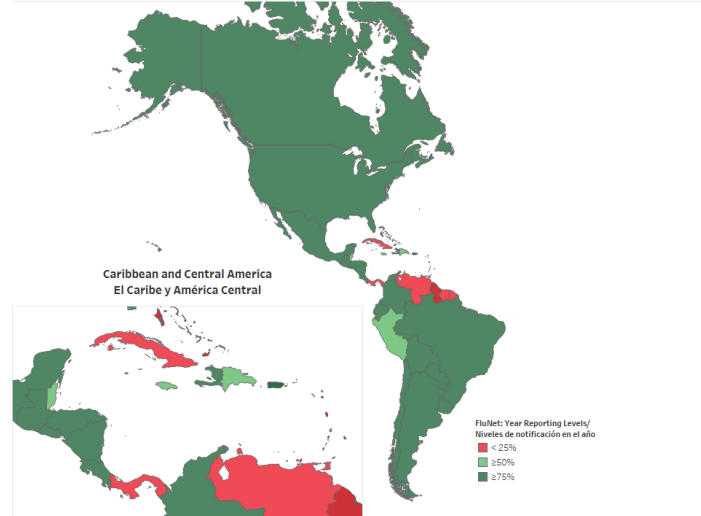 Caribbean and Central America
El Caribe y América Central
FluNet: Year Reporting Levels/
Niveles de notificación en el año
< 25%
≥50%
≥75%